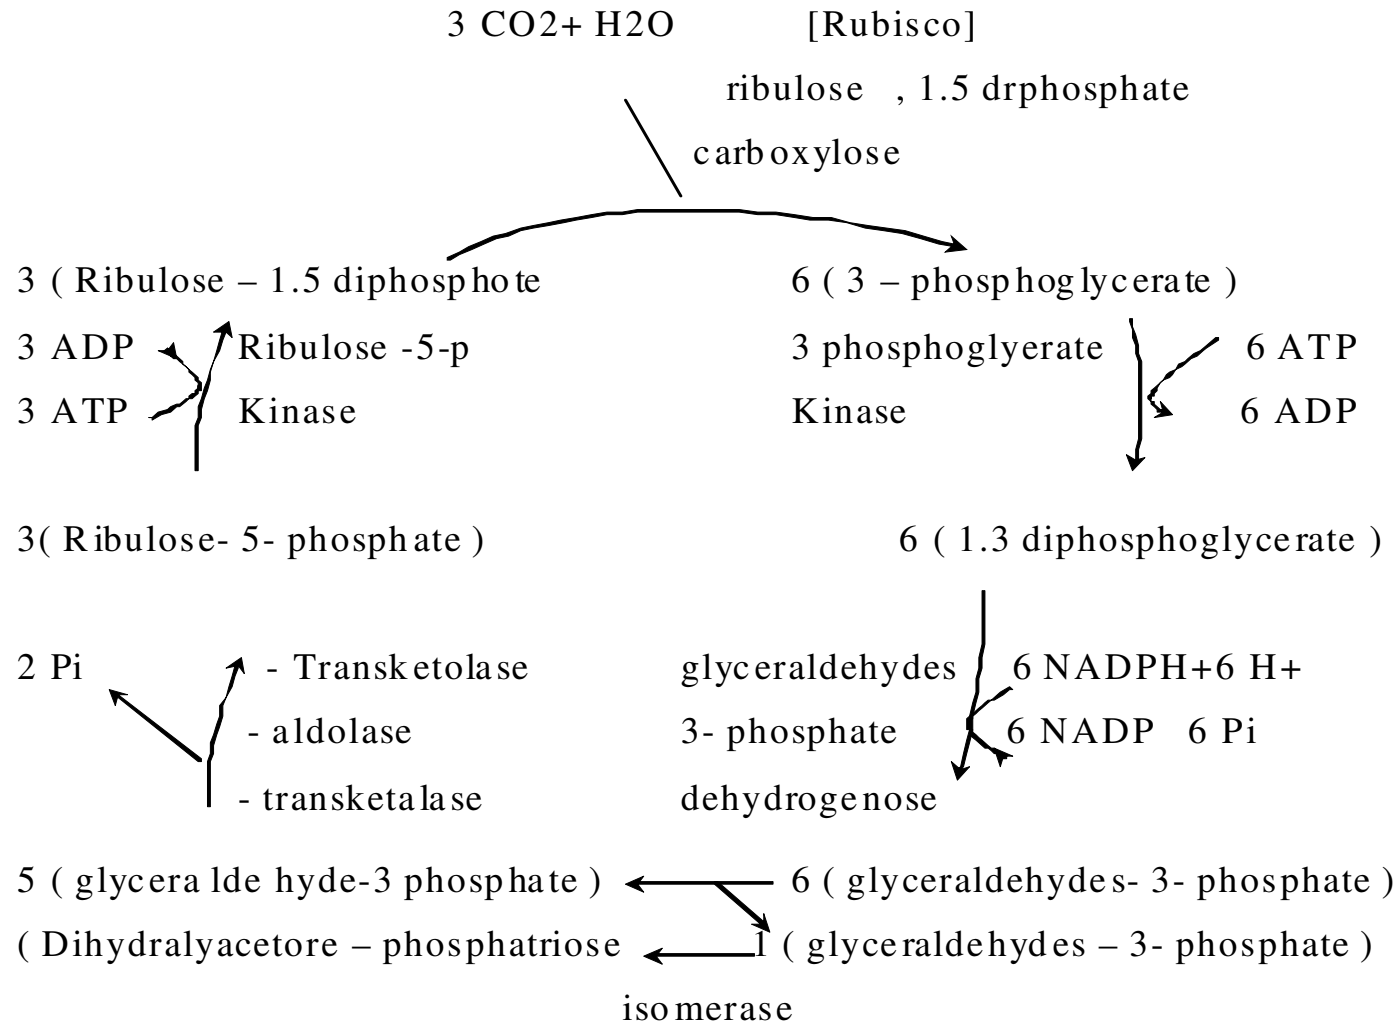 3 CO2+ H2O [Rubisco]
ribulose , 1.5 drphosphate
carboxylose
3 ( Ribulose – 1.5 diphosphote 6 ( 3 – phosphoglycerate )
3 ADP Ribulose -5-p 3 phosphoglyerate 6 ATP
3 ATP Kinase Kinase 6 ADP
3( Ribulose- 5- phosphate ) 6 ( 1.3 diphosphoglycerate )
2 Pi - Transketolase glyceraldehydes 6 NADPH+6 H+
- aldolase 3- phosphate 6 NADP 6 Pi
- transketalase dehydrogenose
5 ( glyceralde hyde-3 phosphate ) 6 ( glyceraldehydes- 3- phosphate )
( Dihydralyacetore – phosphatriose 1 ( glyceraldehydes – 3- phosphate )
isomerase